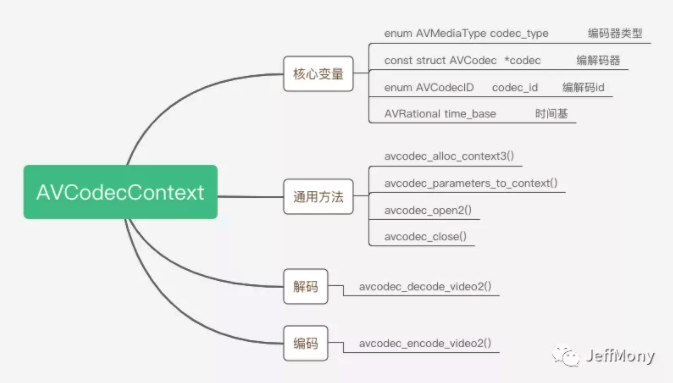 AVCodecContext
核心变量
enum AVMediaType codec_type 编码器类型
const struct AVCodec *codec 编解码器
enum AVCodecID codec_id 编解码id
AVRational time_base 时间基
通用方法
avcodec_alloc_context3()
avcodec_parameters_to_context()
avcodec_open2()
avcodec_close()
解码
avcodec_decode_video2()
编码
avcodec_encode_video2()
JeffMony